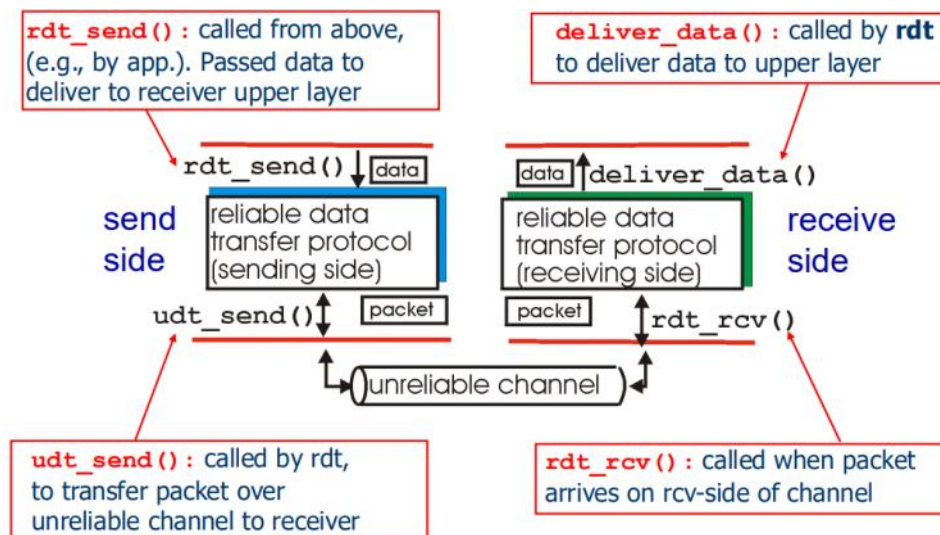 rdt_send(): called from above,
(e.g., by app.). Passed data to
deliver to receiver upper layer
deliver_data(): called by rdt
to deliver data to upper layer
rdt_send()
data
data
deliver_data()
send
side
reliable data
transfer protocol
(sending side)
reliable data
transfer protocol
(receiving side)
receive
side
udt_send()
packet
packet
rdt_rcv()
unreliable channel
udt_send(): called by rdt,
to transfer packet over
unreliable channel to receiver
rdt_rcv(): called when packet
arrives on rcv-side of channel